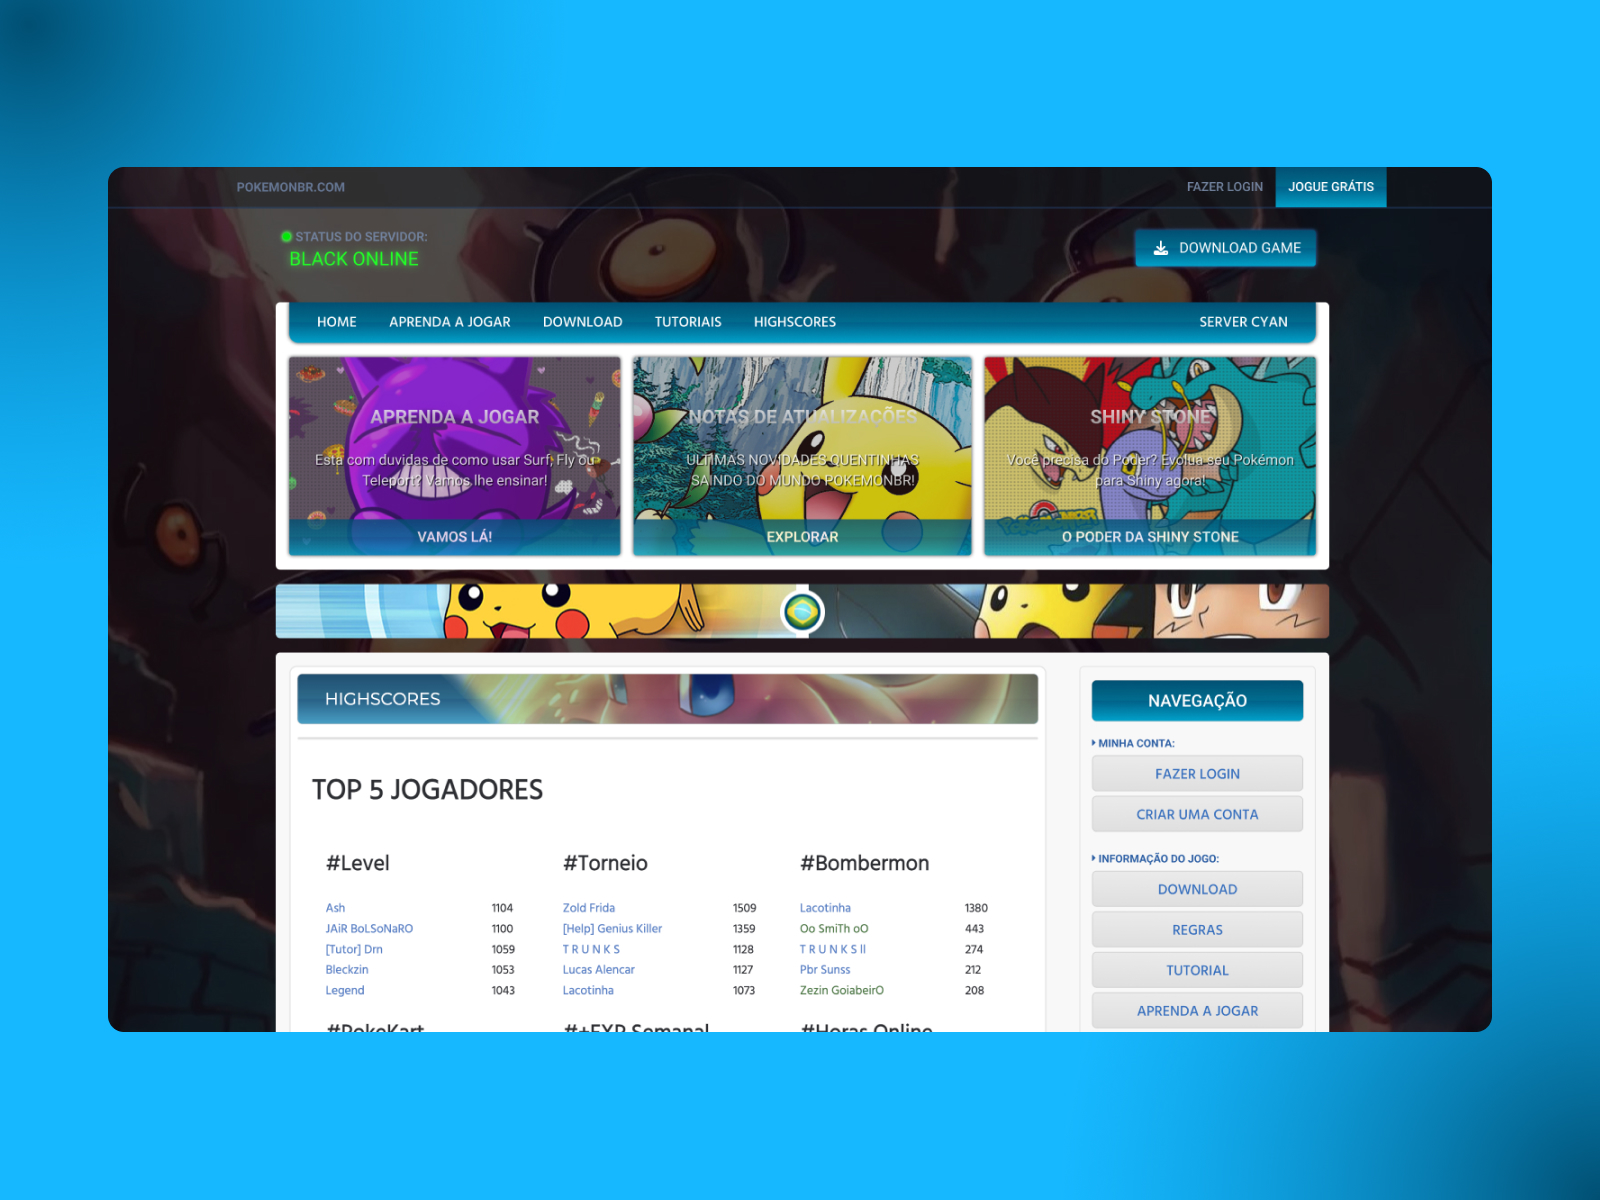 POKEMONBR.COM
FAZER LOGIN
JOGUE GRÁTIS
STATUS DO SERVIDOR:
BLACK ONLINE
DOWNLOAD GAME
HOME APRENDA A JOGAR DOWNLOAD TUTORIAIS HIGHSCORES SERVER CYAN
APRENDA A JOGAR
Está com duvidas de como usar Surf, Fly ou
Teleport? Vamos lhe ensinar!
VAMOS LÁ!
NOTAS DE ATUALIZAÇÕES
ULTIMAS NOVIDADES QUENTINHAS
SAINDO DO MUNDO POKEMONBR!
EXPLORAR
SHINY STONE
Você precisa do Poder? Evolua seu Pokémon
para Shiny agora!
O PODER DA SHINY STONE
HIGHSCORES
TOP 5 JOGADORES
#Level
Ash 1104
JAiR BoLSoNaRO 1100
[Tutor] Drn 1059
Bleckzin 1053
Legend 1043
#Torneio
Zold Frida 1509
[Help] Genius Killer 1359
T R U N K S 1128
Lucas Alencar 1127
Lacotinha 1073
#Bombermon
Lacotinha 1380
Oo SmiTh oO 443
T R U N K S II 274
Pbr Sunss 212
Zezin GoiabeirO 208
#PokeKart
#+EXP Semanal
#Horas Online
NAVEGAÇÃO
MINHA CONTA:
FAZER LOGIN
CRIAR UMA CONTA
INFORMAÇÃO DO JOGO:
DOWNLOAD
REGRAS
TUTORIAL
APRENDA A JOGAR